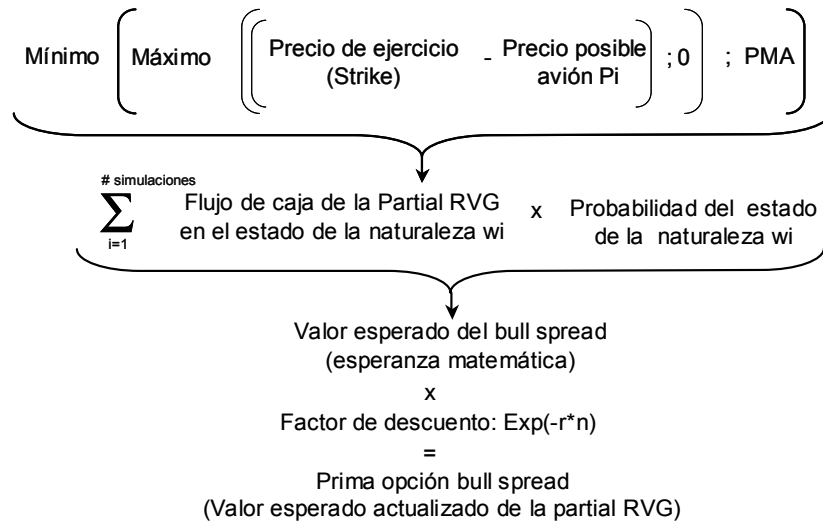 Mínimo Máximo Precio de ejercicio - Precio posible ; 0 ; PMA
(Strike) avión Pi
# simulaciones
∑ Flujo de caja de la Partial RVG x Probabilidad del estado
en el estado de la naturaleza wi de la naturaleza wi
i=1
Valor esperado del bull spread
(esperanza matemática)
x
Factor de descuento: Exp(-r*n)
=
Prima opción bull spread
(Valor esperado actualizado de la partial RVG)